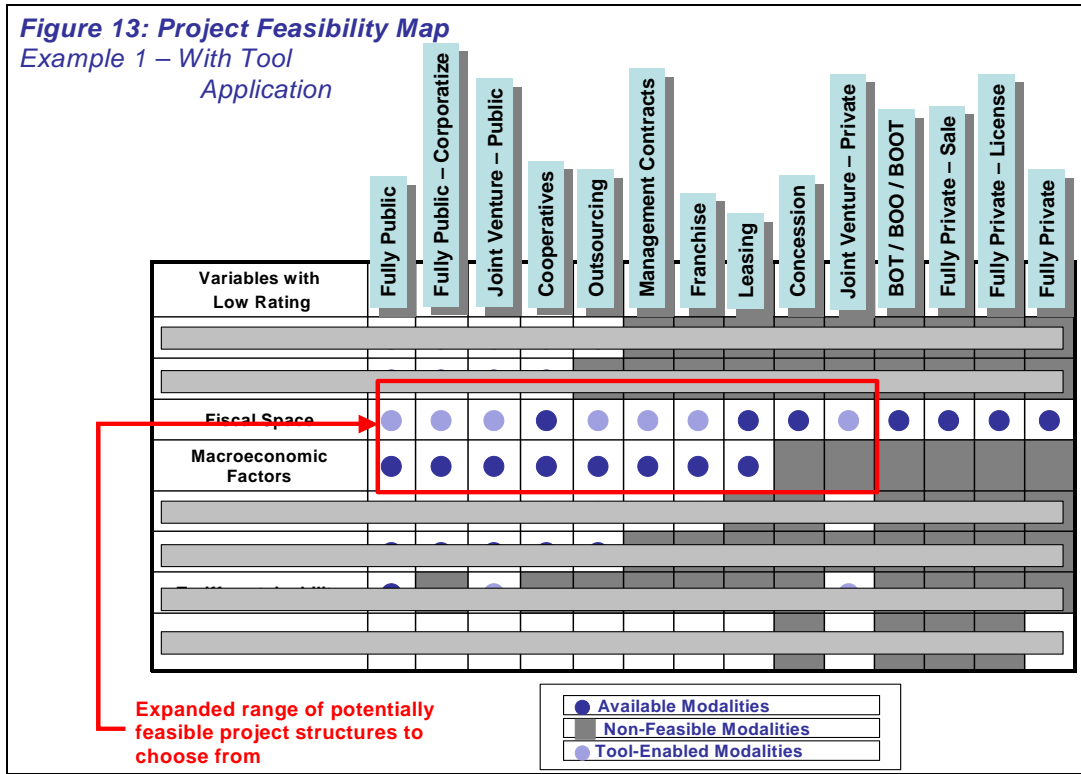 Figure 13: Project Feasibility Map
Example 1 – With Tool
Application
Fully Public
Fully Public – Corporatize
Joint Venture – Public
Cooperatives
Outsourcing
Management Contracts
Franchise
Leasing
Concession
Joint Venture – Private
BOT / BOO / BOOT
Fully Private – Sale
Fully Private – License
Fully Private
Variables with
Low Rating
Fiscal Space
Macroeconomic
Factors
Expanded range of potentially
feasible project structures to
choose from
Available Modalities
Non-Feasible Modalities
Tool-Enabled Modalities